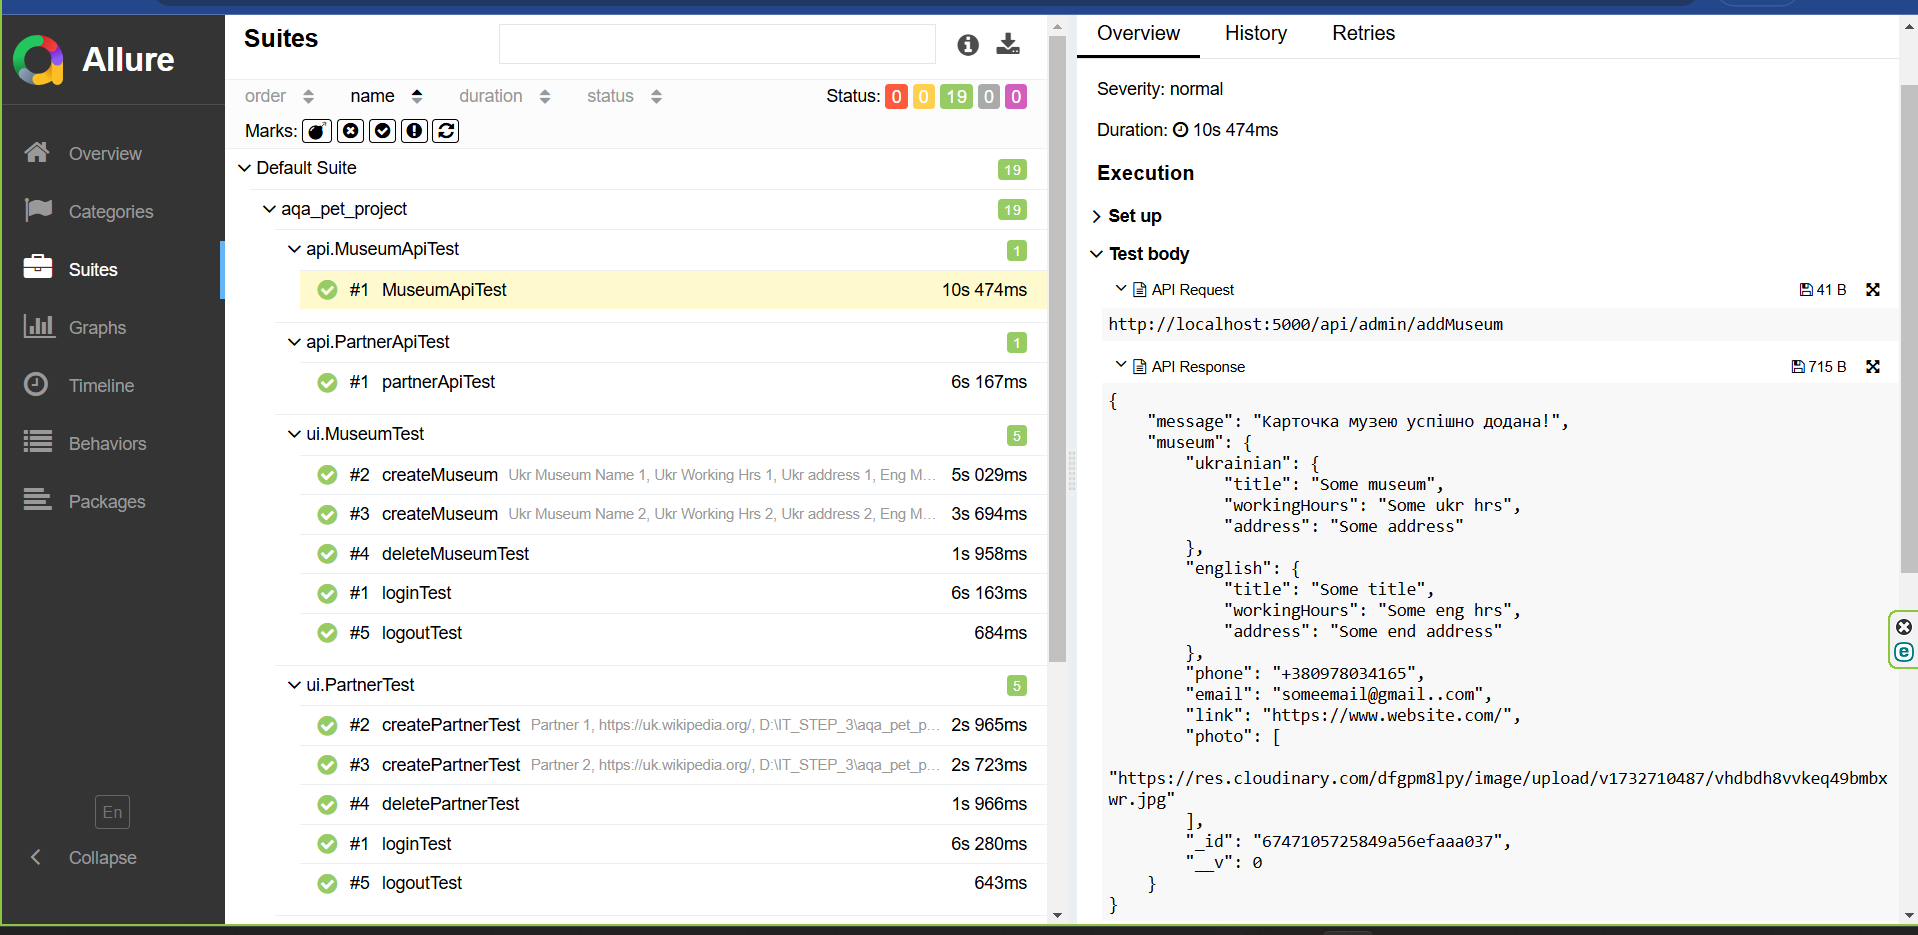 Allure
Overview
Categories
Suites
Graphs
Timeline
Behaviors
Packages
En
Collapse
Suites
order name duration status Status: 0 0 19 0 0
Marks:
Default Suite 19
aqa_pet_project 19
api.MuseumApiTest 1
#1 MuseumApiTest 10s 474ms
api.PartnerApiTest 1
#1 partnerApiTest 6s 167ms
ui.MuseumTest 5
#2 createMuseum Ukr Museum Name 1, Ukr Working Hrs 1, Ukr address 1, Eng M... 5s 029ms
#3 createMuseum Ukr Museum Name 2, Ukr Working Hrs 2, Ukr address 2, Eng M... 3s 694ms
#4 deleteMuseumTest 1s 958ms
#1 loginTest 6s 163ms
#5 logoutTest 684ms
ui.PartnerTest 5
#2 createPartnerTest Partner 1, https://uk.wikipedia.org/, D:\IT_STEP_3\aqa_pet_p... 2s 965ms
#3 createPartnerTest Partner 2, https://uk.wikipedia.org/, D:\IT_STEP_3\aqa_pet_p... 2s 723ms
#4 deletePartnerTest 1s 966ms
#1 loginTest 6s 280ms
#5 logoutTest 643ms
Overview History Retries
Severity: normal
Duration: 10s 474ms
Execution
Set up
Test body
API Request 41 B
http://localhost:5000/api/admin/addMuseum
API Response 715 B
{
"message": "Карточка музею успішно додана!",
"museum": {
"ukrainian": {
"title": "Some museum",
"workingHours": "Some ukr hrs",
"address": "Some address"
},
"english": {
"title": "Some title",
"workingHours": "Some eng hrs",
"address": "Some end address"
},
"phone": "+380978034165",
"email": "someemail@gmail..com",
"link": "https://www.website.com/",
"photo": [
"https://res.cloudinary.com/dfgpm8lpy/image/upload/v1732710487/vhdbdh8vvkeq49bmbx
wr.jpg"
],
"_id": "6747105725849a56efaaa037",
"__v": 0
}
}